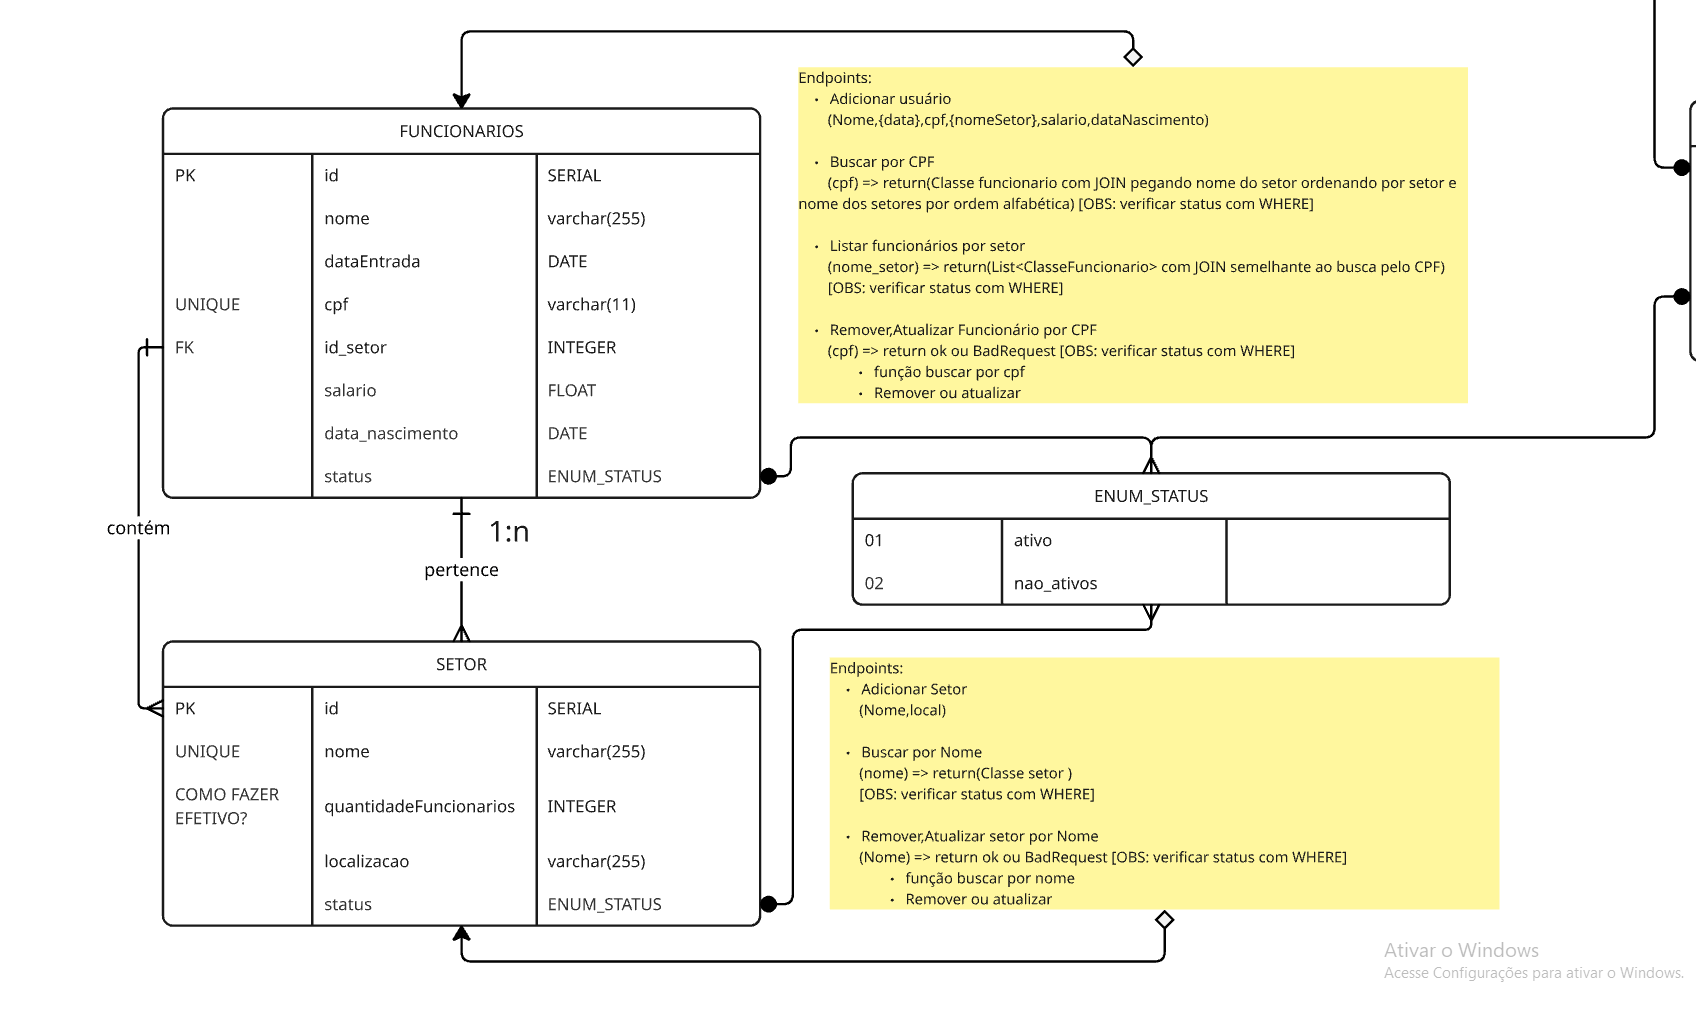 FUNCIONARIOS
PK id SERIAL
nome varchar(255)
dataEntrada DATE
UNIQUE cpf varchar(11)
FK id_setor INTEGER
salario FLOAT
data_nascimento DATE
status ENUM_STATUS
Endpoints:
• Adicionar usuário
(Nome,{data},cpf,{nomeSetor},salario,dataNascimento)
• Buscar por CPF
(cpf) => return(Classe funcionario com JOIN pegando nome do setor ordenando por setor e
nome dos setores por ordem alfabética) [OBS: verificar status com WHERE]
• Listar funcionários por setor
(nome_setor) => return(List<ClasseFuncionario> com JOIN semelhante ao busca pelo CPF)
[OBS: verificar status com WHERE]
• Remover,Atualizar Funcionário por CPF
(cpf) => return ok ou BadRequest [OBS: verificar status com WHERE]
• função buscar por cpf
• Remover ou atualizar
contém
1:n
pertence
ENUM_STATUS
01 ativo
02 nao_ativos
SETOR
PK id SERIAL
UNIQUE nome varchar(255)
COMO FAZER
EFETIVO? quantidadeFuncionarios INTEGER
localizacao varchar(255)
status ENUM_STATUS
Endpoints:
• Adicionar Setor
(Nome,local)
• Buscar por Nome
(nome) => return(Classe setor )
[OBS: verificar status com WHERE]
• Remover,Atualizar setor por Nome
(Nome) => return ok ou BadRequest [OBS: verificar status com WHERE]
• função buscar por nome
• Remover ou atualizar
Ativar o Windows
Acesse Configurações para ativar o Windows.